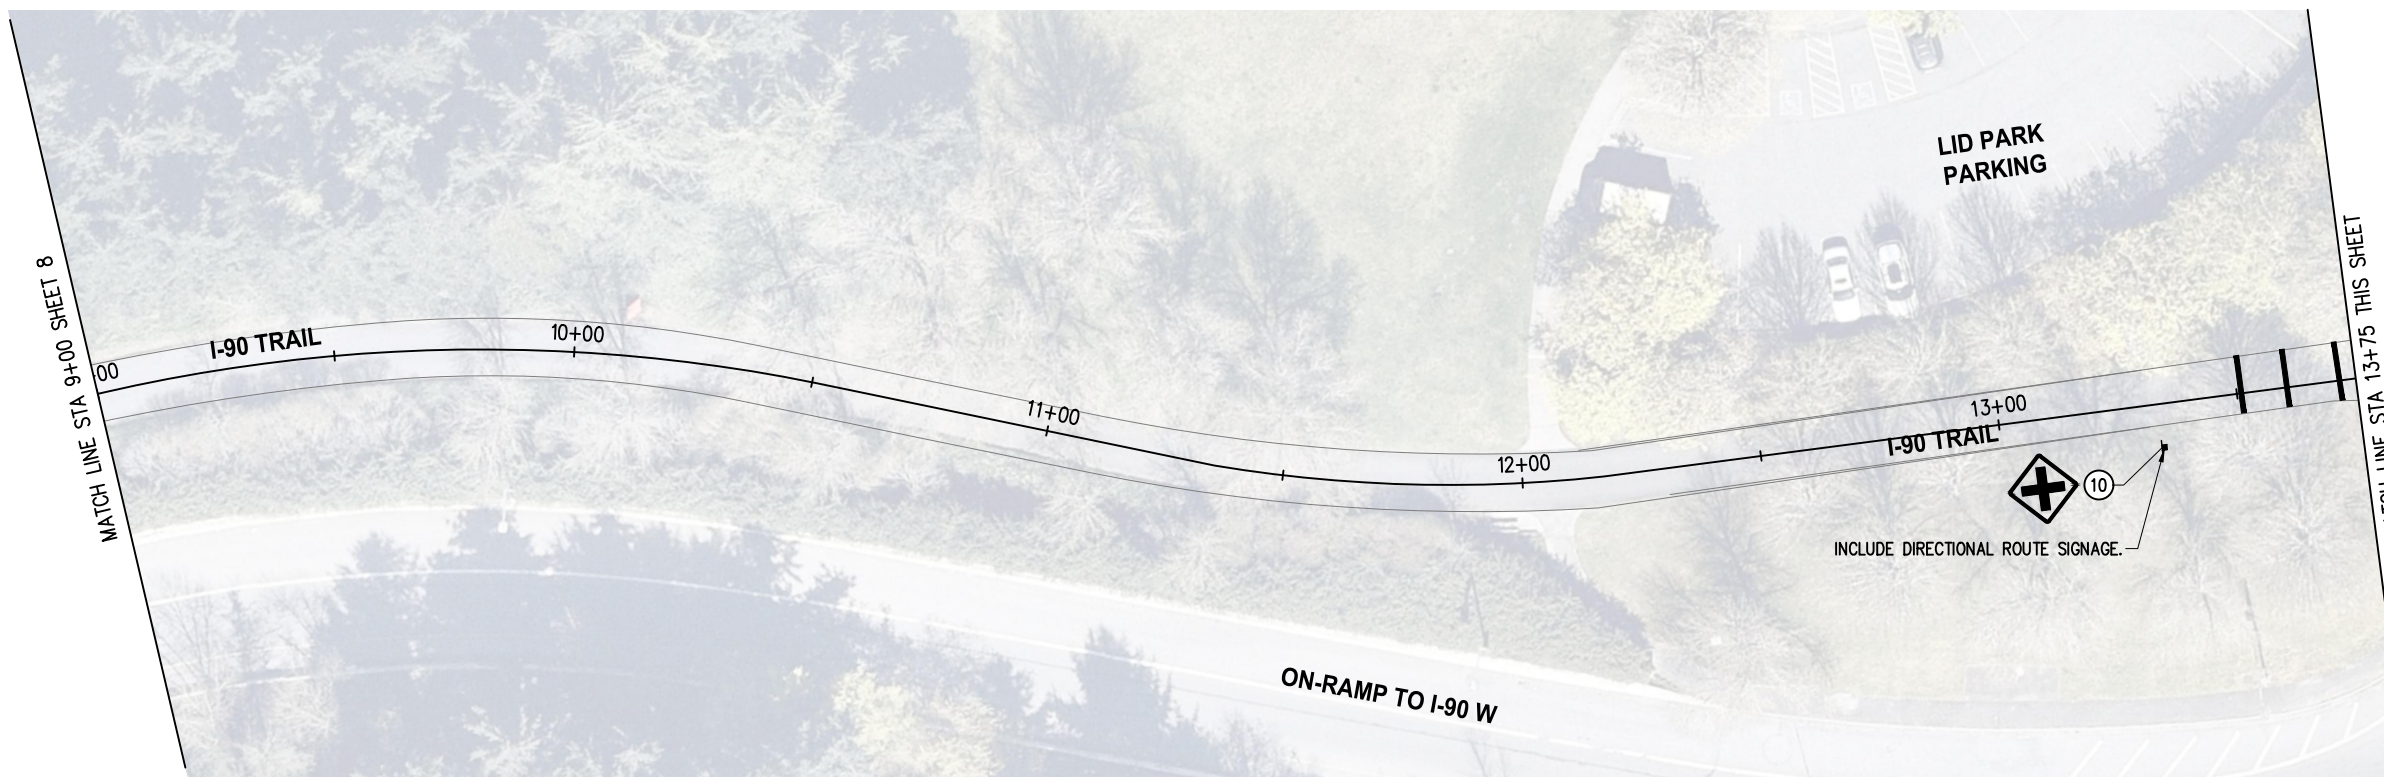 MATCH LINE STA 9+00 SHEET 8
00
I-90 TRAIL
10+00
11+00
12+00
13+00
I-90 TRAIL
LID PARK
PARKING
10
INCLUDE DIRECTIONAL ROUTE SIGNAGE.
ON-RAMP TO I-90 W
LINE STA 13+75 THIS SHEET